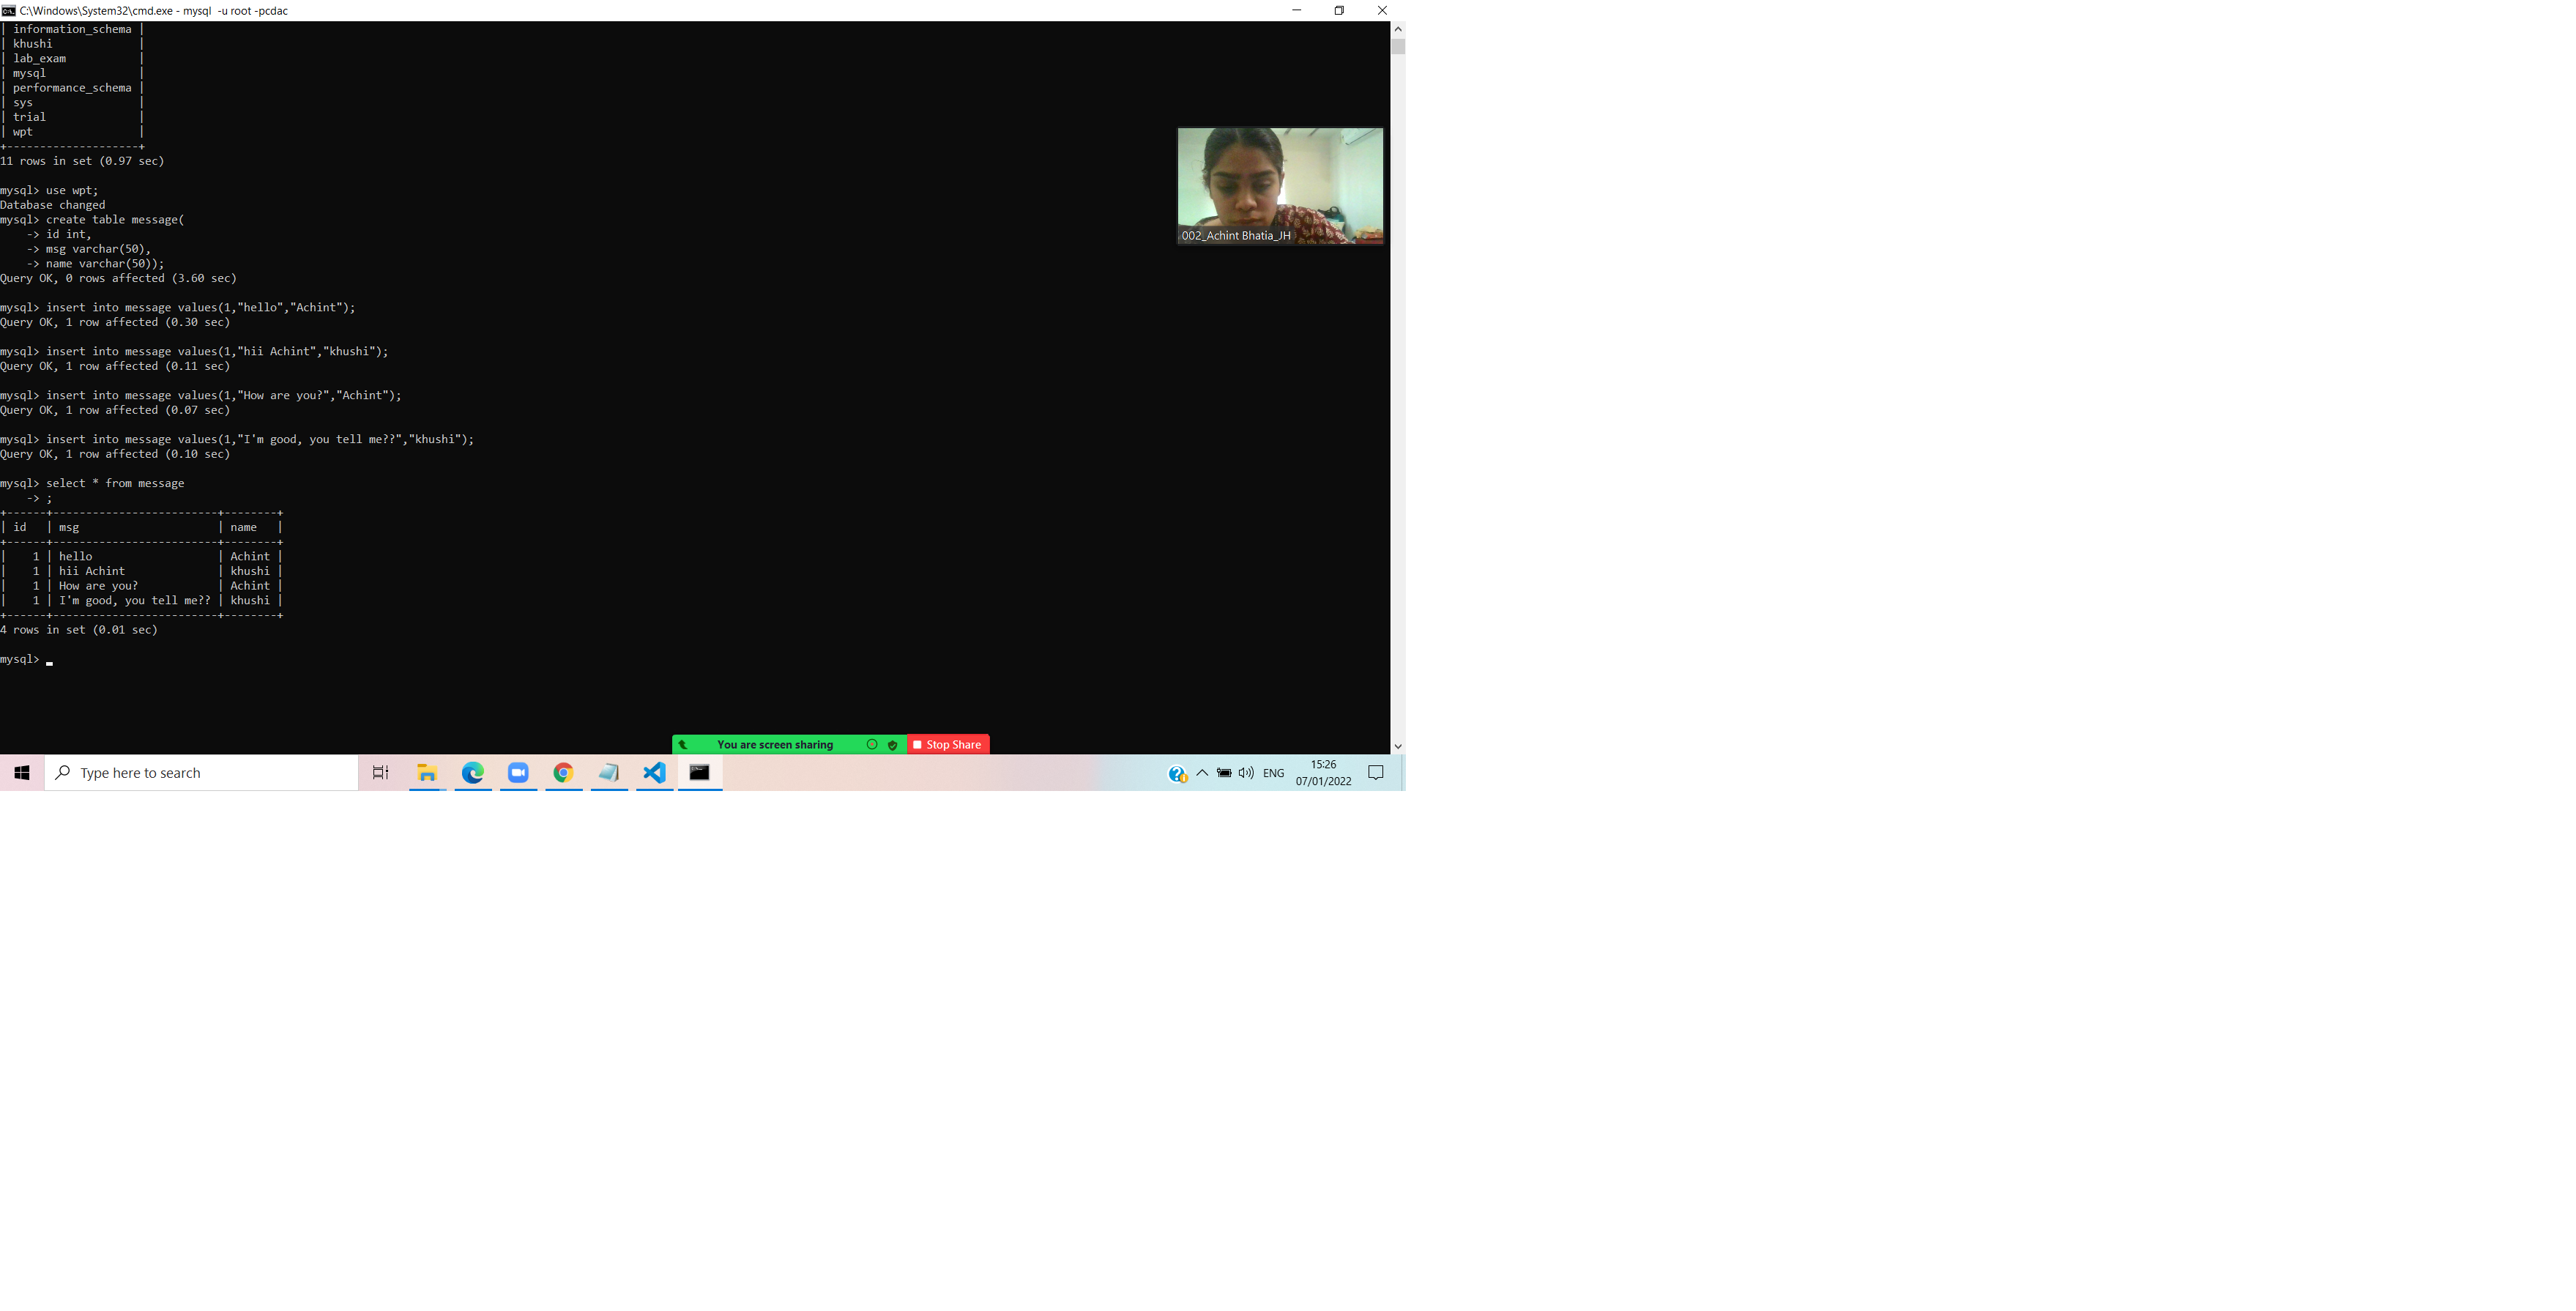 C:\Windows\System32\cmd.exe - mysql  -u root -pcdac
| information_schema |
| khushi             |
| lab_exam           |
| mysql              |
| performance_schema |
| sys                |
| trial              |
| wpt                |
+--------------------+
11 rows in set (0.97 sec)
mysql> use wpt;
Database changed
mysql> create table message(
    -> id int,
    -> msg varchar(50),
    -> name varchar(50));
Query OK, 0 rows affected (3.60 sec)
mysql> insert into message values(1,"hello","Achint");
Query OK, 1 row affected (0.30 sec)
mysql> insert into message values(1,"hii Achint","khushi");
Query OK, 1 row affected (0.11 sec)
mysql> insert into message values(1,"How are you?","Achint");
Query OK, 1 row affected (0.07 sec)
mysql> insert into message values(1,"I'm good, you tell me??","khushi");
Query OK, 1 row affected (0.10 sec)
mysql> select * from message
    -> ;
+------+-------------------------+--------+
| id   | msg                     | name   |
+------+-------------------------+--------+
|    1 | hello                   | Achint |
|    1 | hii Achint              | khushi |
|    1 | How are you?            | Achint |
|    1 | I'm good, you tell me?? | khushi |
+------+-------------------------+--------+
4 rows in set (0.01 sec)
mysql>
002_Achint Bhatia_JH
You are screen sharing
Stop Share
Type here to search
ENG
15:26
07/01/2022